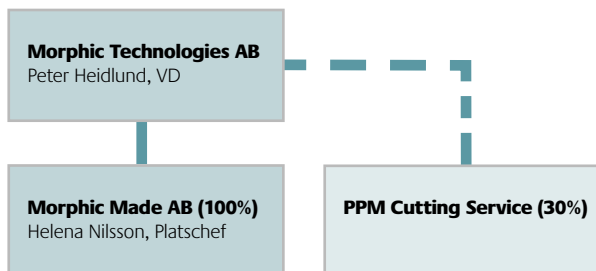 Morphic Technologies AB
Peter Heidlund, VD
Morphic Made AB (100%)
Helena Nilsson, Platschef
PPM Cutting Service (30%)